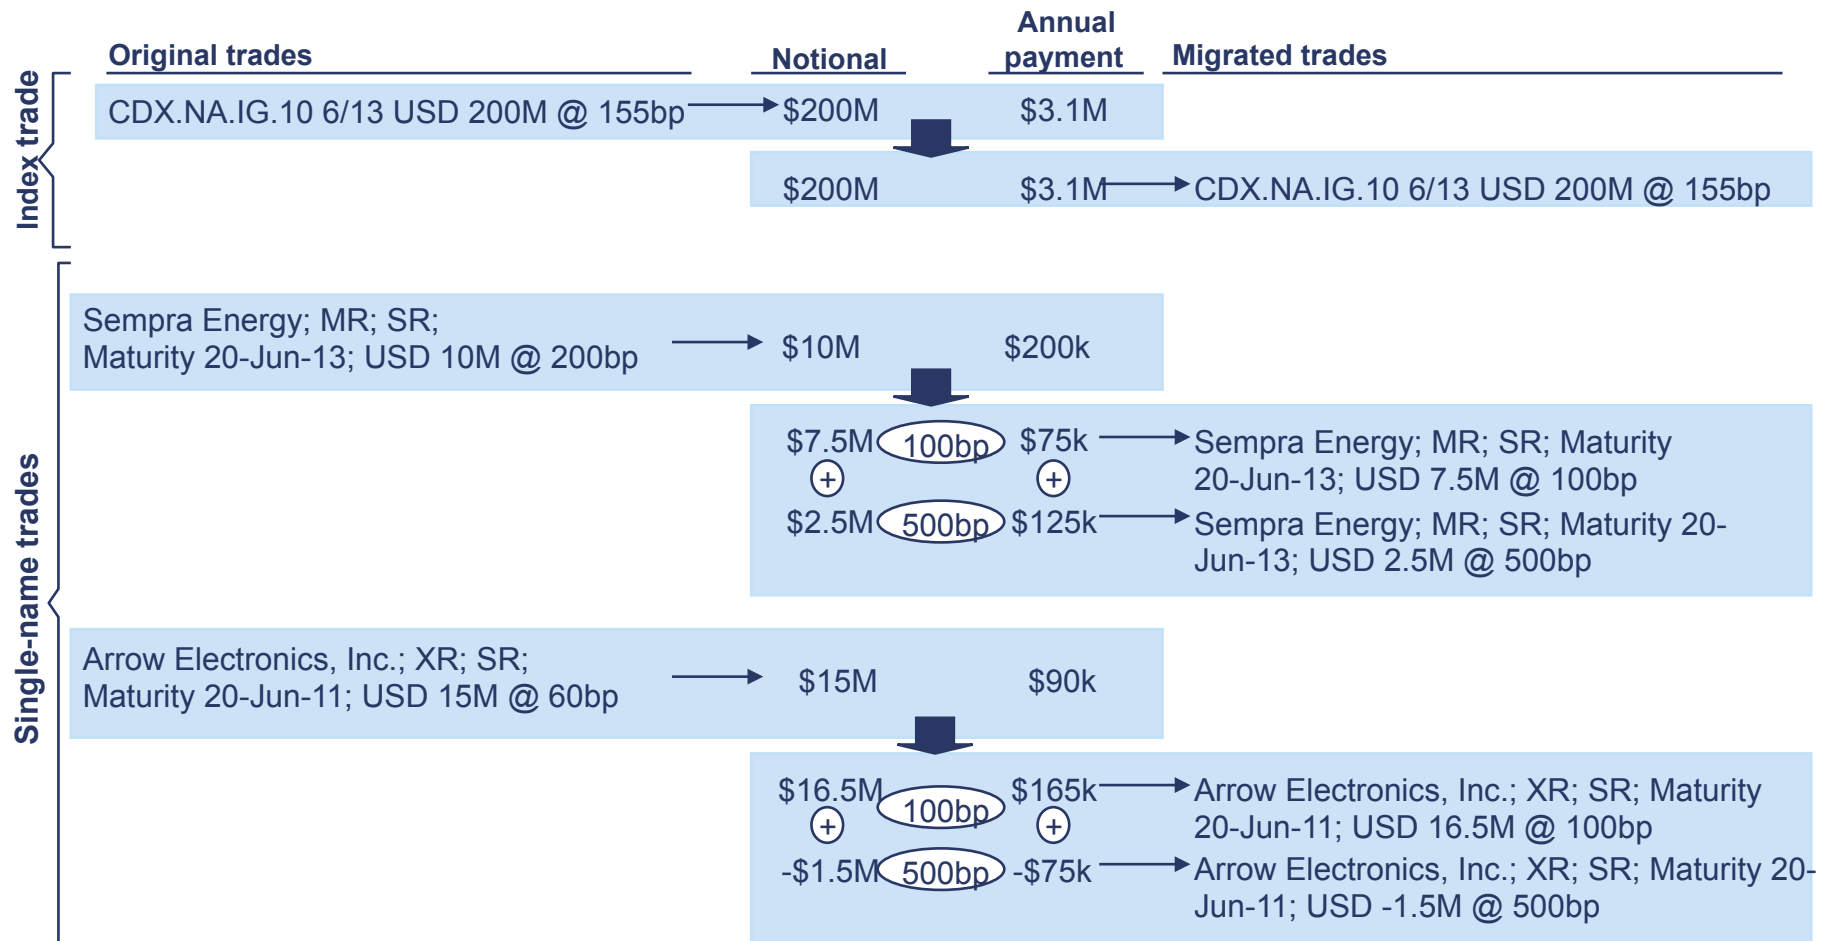 Original trades
Notional
Annual
payment
Migrated trades
Index trade
CDX.NA.IG.10 6/13 USD 200M @ 155bp
$200M
$3.1M
$200M
$3.1M
CDX.NA.IG.10 6/13 USD 200M @ 155bp
Single-name trades
Sempra Energy; MR; SR;
Maturity 20-Jun-13; USD 10M @ 200bp
$10M
$200k
$7.5M
100bp
$75k
Sempra Energy; MR; SR; Maturity
20-Jun-13; USD 7.5M @ 100bp
+
+
$2.5M
500bp
$125k
Sempra Energy; MR; SR; Maturity 20-
Jun-13; USD 2.5M @ 500bp
Arrow Electronics, Inc.; XR; SR;
Maturity 20-Jun-11; USD 15M @ 60bp
$15M
$90k
$16.5M
100bp
$165k
Arrow Electronics, Inc.; XR; SR; Maturity
20-Jun-11; USD 16.5M @ 100bp
+
+
-$1.5M
500bp
-$75k
Arrow Electronics, Inc.; XR; SR; Maturity 20-
Jun-11; USD -1.5M @ 500bp